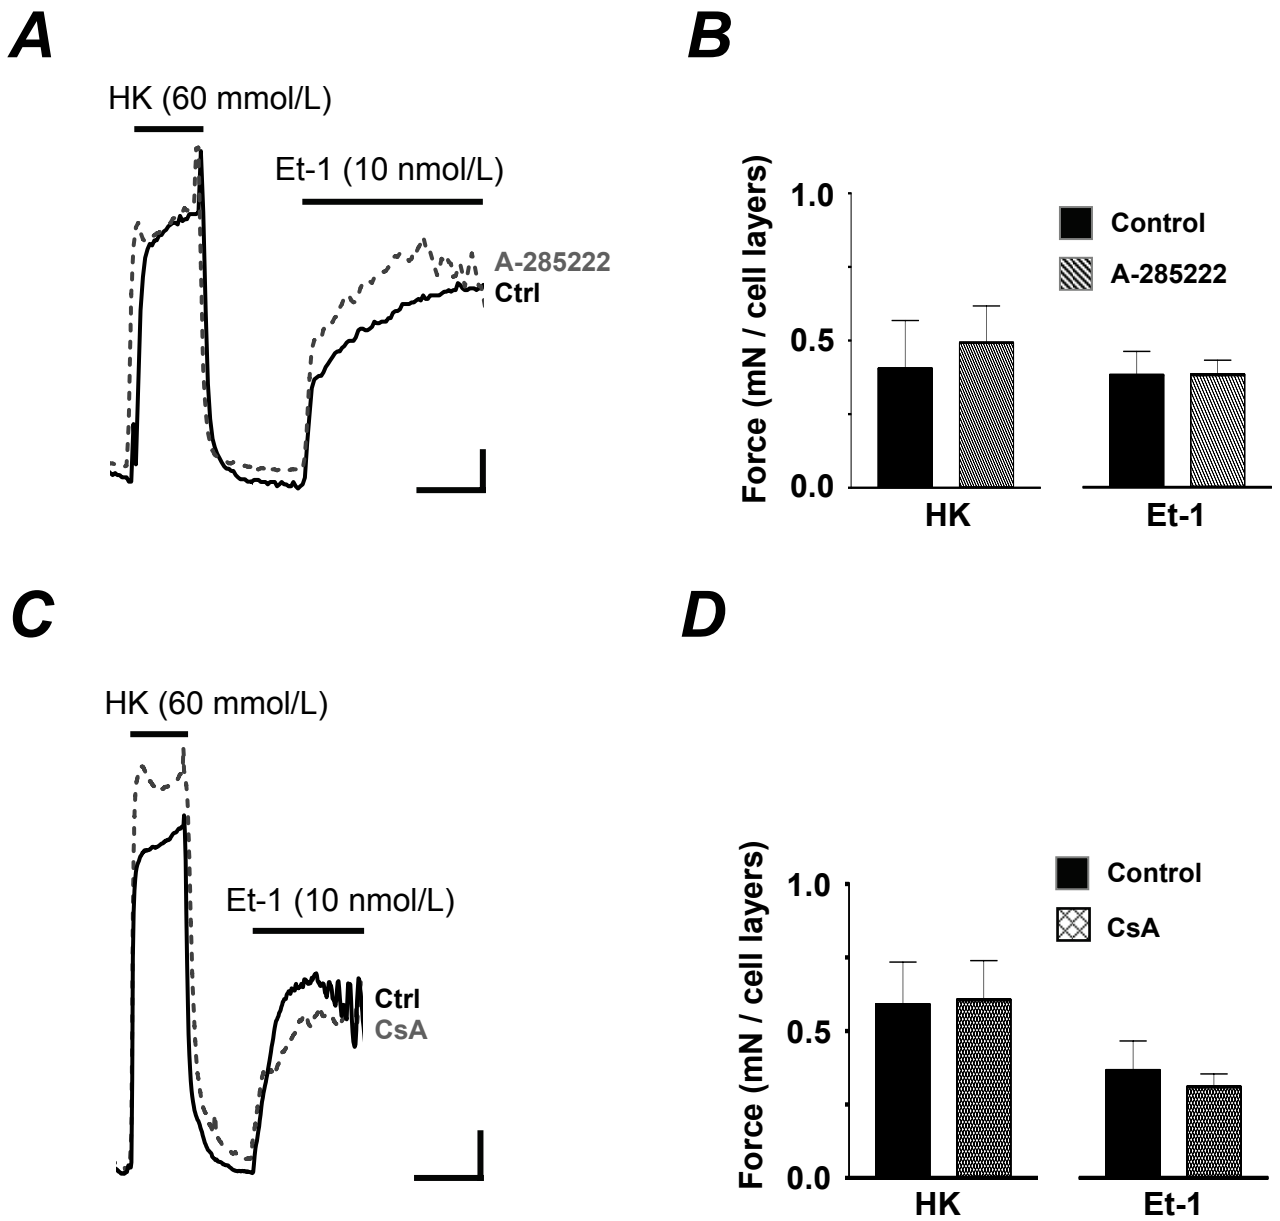 A
HK (60 mmol/L)
Et-1 (10 nmol/L)
A-285222
Ctrl
B
Force (mN / cell layers)
1.0
0.5
0.0
Control
A-285222
HK
Et-1
C
HK (60 mmol/L)
Et-1 (10 nmol/L)
Ctrl
CsA
D
Force (mN / cell layers)
1.0
0.5
0.0
Control
CsA
HK
Et-1